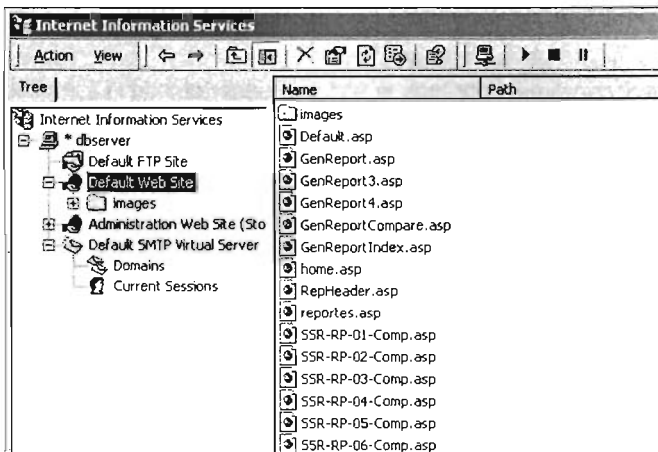 Internet Information Services
Action View
Tree
Name Path
Internet Information Services
* dbserver
Default FTP Site
Default Web Site
images
Administration Web Site (Sto
Default SMTP Virtual Server
Domains
Current Sessions
images
Default.asp
GenReport.asp
GenReport3.asp
GenReport4.asp
GenReportCompare.asp
GenReportIndex.asp
home.asp
RepHeader.asp
reportes.asp
SSR-RP-01-Comp.asp
SSR-RP-02-Comp.asp
SSR-RP-03-Comp.asp
SSR-RP-04-Comp.asp
SSR-RP-05-Comp.asp
SSR-RP-06-Comp.asp